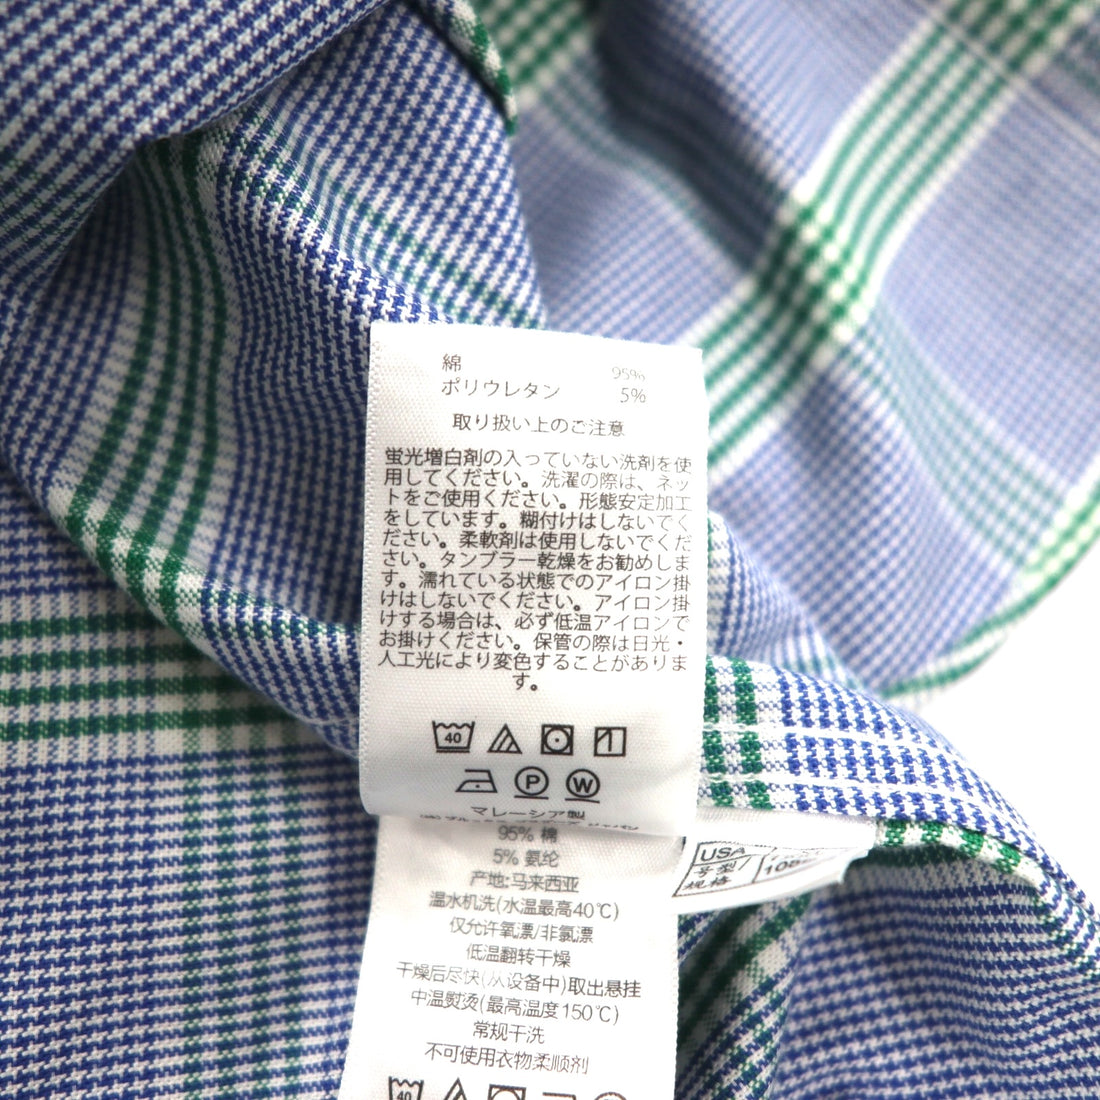 綿 95%
ポリウレタン 5%
取り扱い上のご注意
蛍光増白剤の入っていない洗剤を使
用してください。洗濯の際は、ネッ
トをご使用ください。形態安定加工
をしています。糊付けはしないでく
ださい。柔軟剤は使用しないでくだ
さい。タンブラー乾燥をお勧めしま
す。濡れている状態でのアイロン掛
けはしないでください。アイロン掛
けする場合は、必ず低温アイロンで
お掛けください。保管の際は日光・
人工光により変色することがありま
す。
40
P W
マレーシア製
95% 棉
5% 氨纶
产地:马来西亚
温水机洗(水温最高40℃)
仅允许氧漂/非氯漂
低温翻转干燥
干燥后尽快(从设备中)取出悬挂
中温熨烫(最高温度150℃)
常规干洗
不可使用衣物柔顺剂
40
USA
号型/
规格